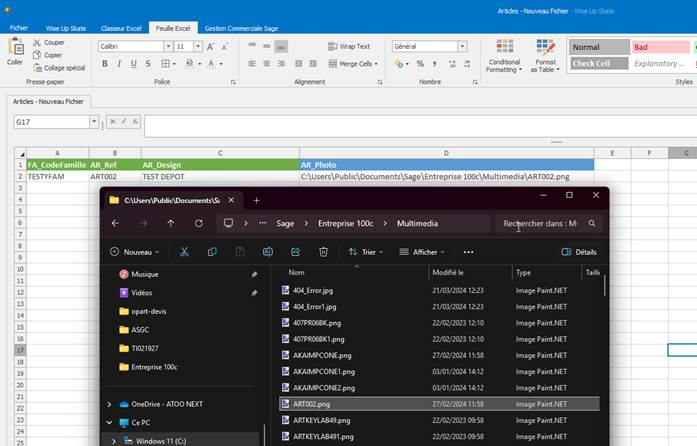 Articles - Nouveau Fichier - Wise Up Skate
Fichier Wise Up Skate Classeur Excel Feuille Excel Gestion Commerciale Sage
Coller
Couper
Copier
Collage spécial
Presse-papier
Calibri 11
B I U S
Police
Wrap Text
Merge Cells
Alignement
Général
Nombre
Conditional Formatting
Format as Table
Normal Bad
Check Cell Explanatory ...
Styles
Articles - Nouveau Fichier
G17
A B C D E F G
1 FA_CodeFamille AR_Ref AR_Design AR_Photo
2 TESTYFAM ART002 TEST DEPOT C:\Users\Public\Documents\Sage\Entreprise 100c\Multimedia\ART002.png
3
4
5
6
7
8
9
10
11
12
13
14
15
16
17
18
19
20
21
22
C:\Users\Public\Documents\Sa
Sage Entreprise 100c Multimedia
Rechercher dans : M
Nouveau Trier Afficher Détails
Musique
Vidéos
opart-devis
ASGC
TI021927
Entreprise 100c
OneDrive - ATOO NEXT
Ce PC
Windows 11 (C:)
Nom Modifié le Type Taille
404_Error.jpg 21/03/2024 12:23 Image Paint.NET
404_Error1.jpg 21/03/2024 12:23 Image Paint.NET
407PR06BK.png 22/02/2023 12:10 Image Paint.NET
407PR06BK1.png 22/02/2023 12:10 Image Paint.NET
AKAIMPCONE.png 27/02/2024 11:58 Image Paint.NET
AKAIMPCONE1.png 03/01/2024 14:12 Image Paint.NET
AKAIMPCONE2.png 03/01/2024 14:12 Image Paint.NET
ART002.png 27/02/2024 11:58 Image Paint.NET
ARTKEYLAB49.png 22/02/2023 09:58 Image Paint.NET
ARTKEYLAB491.png 22/02/2023 09:58 Image Paint.NET